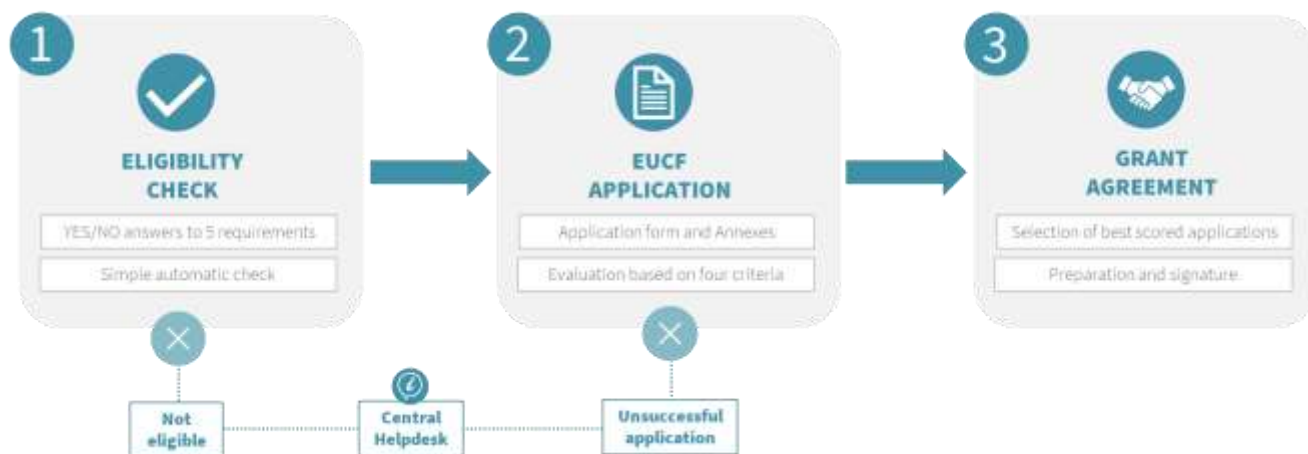 1
ELIGIBILITY
CHECK
YES/NO answers to 5 requirements
Simple automatic check
2
EUCF
APPLICATION
Application form and Annexes
Evaluation based on four criteria
3
GRANT
AGREEMENT
Selection of best scored applications
Preparation and signature
Not
eligible
i
Central
Helpdesk
Unsuccessful
application